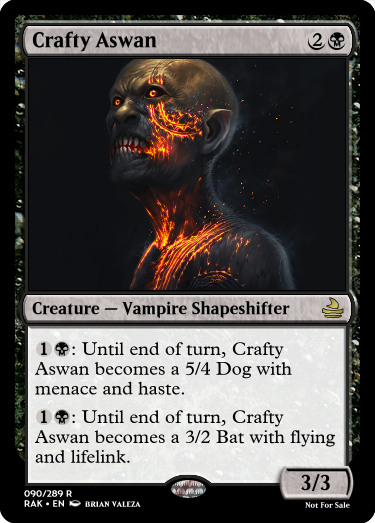 Crafty Aswan 2
Creature — Vampire Shapeshifter
1: Until end of turn, Crafty
Aswan becomes a 5/4 Dog with
menace and haste.
1: Until end of turn, Crafty
Aswan becomes a 3/2 Bat with flying
and lifelink.
3/3
090/289 R
RAK • EN BRIAN VALEZA
Not For Sale